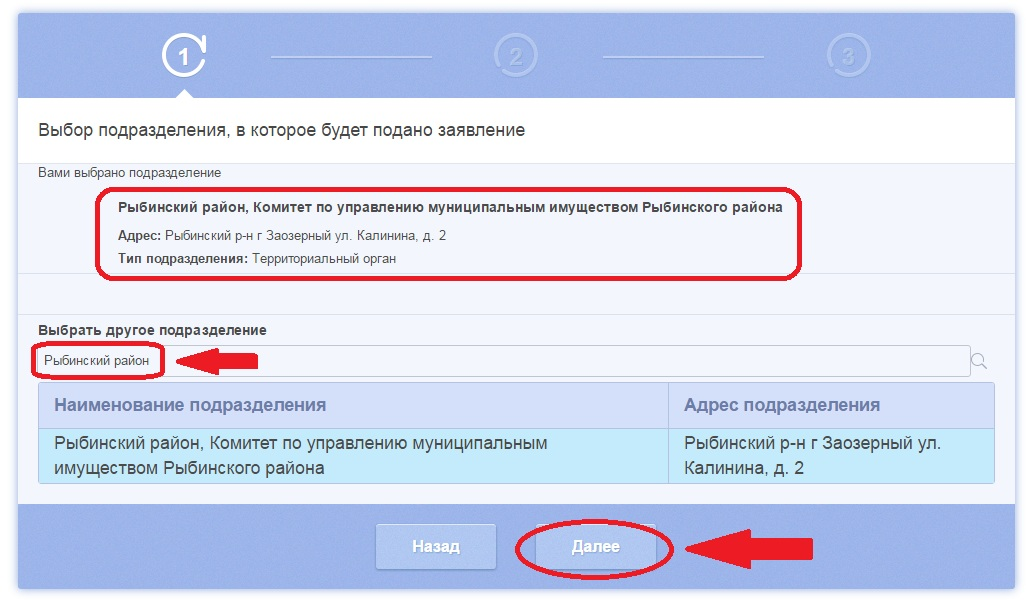 1
2
3
Выбор подразделения, в которое будет подано заявление
Вами выбрано подразделение
Рыбинский район, Комитет по управлению муниципальным имуществом Рыбинского района
Адрес: Рыбинский р-н г Заозерный ул. Калинина, д. 2
Тип подразделения: Территориальный орган
Выбрать другое подразделение
Рыбинский район
Наименование подразделения
Адрес подразделения
Рыбинский район, Комитет по управлению муниципальным
имуществом Рыбинского района
Рыбинский р-н г Заозерный ул.
Калинина, д. 2
Назад
Далее